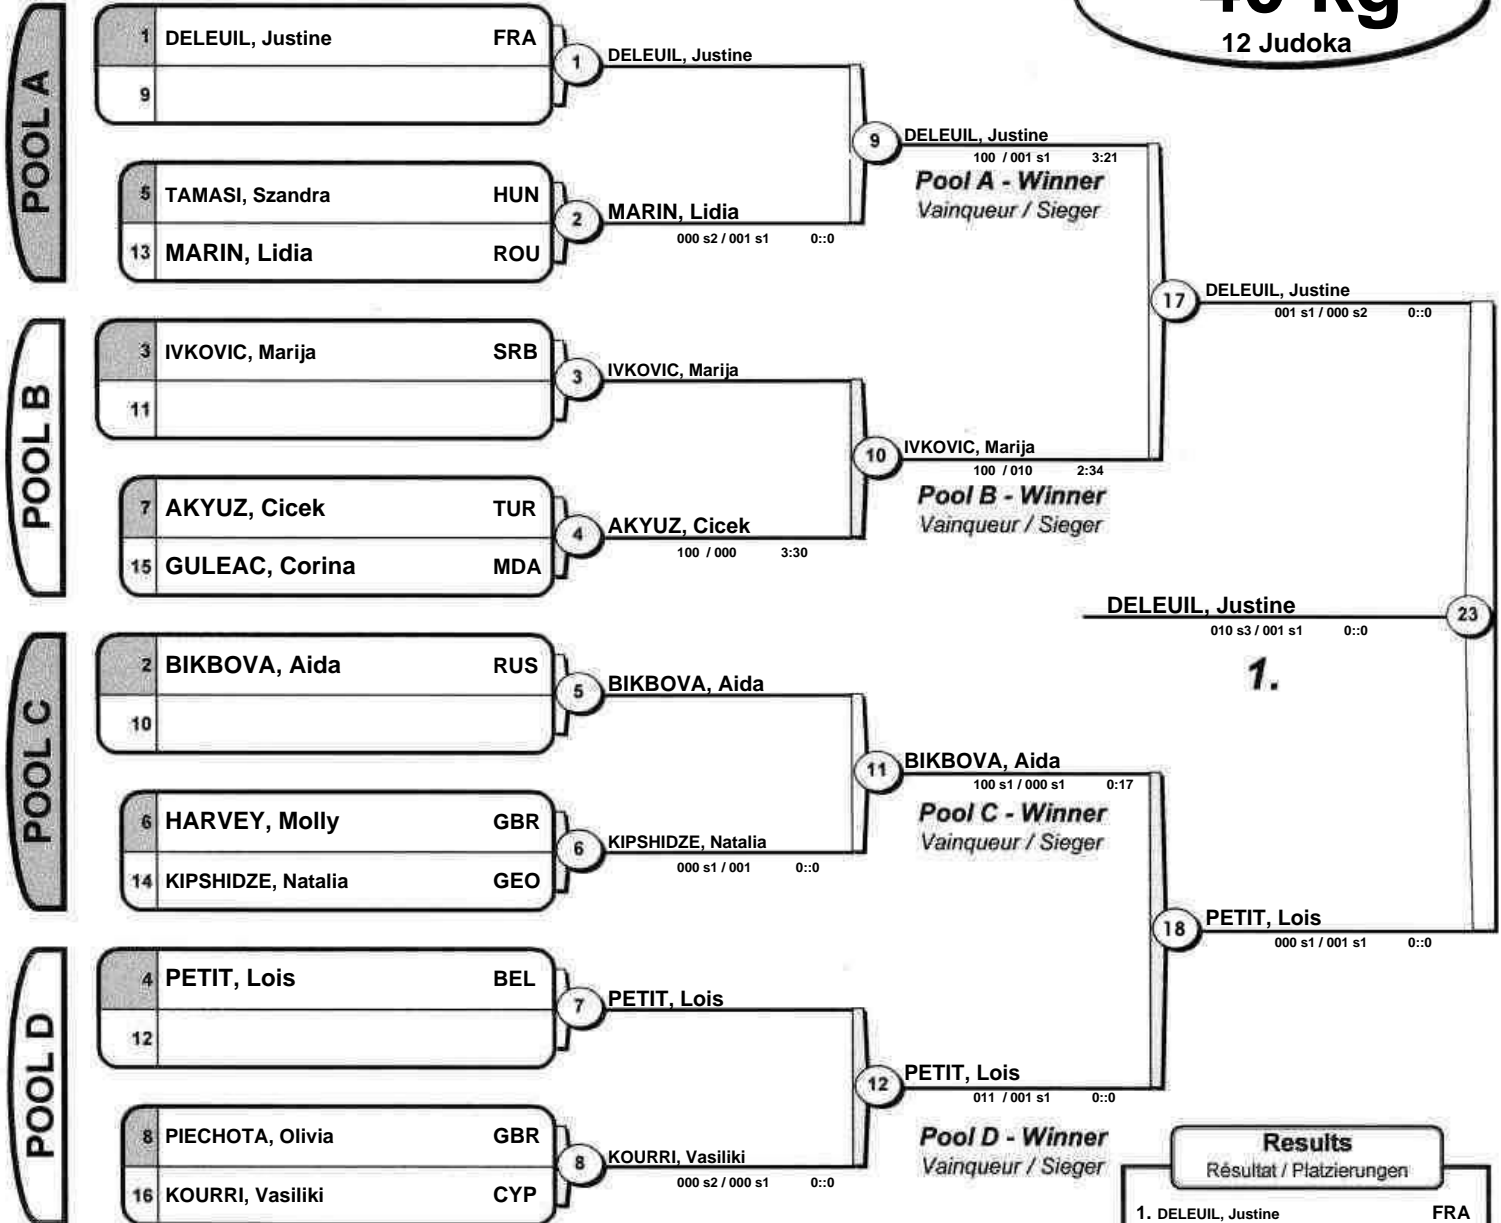 kg
12 Judoka
POOL A
1 DELEUIL, Justine FRA
9
1 DELEUIL, Justine
5 TAMASI, Szandra HUN
13 MARIN, Lidia ROU
2 MARIN, Lidia
000 s2 / 001 s1 0::0
9 DELEUIL, Justine
100 / 001 s1 3:21
Pool A - Winner
Vainqueur / Sieger
POOL B
3 IVKOVIC, Marija SRB
11
3 IVKOVIC, Marija
7 AKYUZ, Cicek TUR
15 GULEAC, Corina MDA
4 AKYUZ, Cicek
100 / 000 3:30
10 IVKOVIC, Marija
100 / 010 2:34
Pool B - Winner
Vainqueur / Sieger
17 DELEUIL, Justine
001 s1 / 000 s2 0::0
DELEUIL, Justine 23
010 s3 / 001 s1 0::0
1.
POOL C
2 BIKBOVA, Aida RUS
10
5 BIKBOVA, Aida
6 HARVEY, Molly GBR
14 KIPSHIDZE, Natalia GEO
6 KIPSHIDZE, Natalia
000 s1 / 001 0::0
11 BIKBOVA, Aida
100 s1 / 000 s1 0:17
Pool C - Winner
Vainqueur / Sieger
POOL D
4 PETIT, Lois BEL
12
7 PETIT, Lois
8 PIECHOTA, Olivia GBR
16 KOURRI, Vasiliki CYP
8 KOURRI, Vasiliki
000 s2 / 000 s1 0::0
12 PETIT, Lois
011 / 001 s1 0::0
Pool D - Winner
Vainqueur / Sieger
18 PETIT, Lois
000 s1 / 001 s1 0::0
Results
Résultat / Platzierungen
1. DELEUIL, Justine FRA